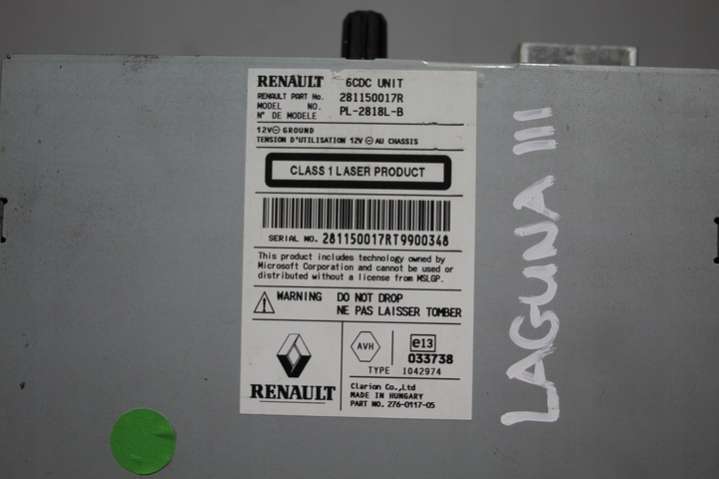 RENAULT 6CDC UNIT
RENAULT PART No. 281150017R
MODEL NO. PL-2818L-B
N° DE MODELE
12V⊖GROUND
TENSION D'UTILISATION 12V ⊖ AU CHASSIS
CLASS 1 LASER PRODUCT
SERIAL NO. 281150017RT9900348
This product includes technology owned by
Microsoft Corporation and cannot be used or
distributed without a license from MSLGP.
WARNING DO NOT DROP
NE PAS LAISSER TOMBER
RENAULT
AVH
e13
033738
TYPE 1042974
Clarion Co.,Ltd
MADE IN HUNGARY
PART NO. 276-0117-05
LAGUNA III